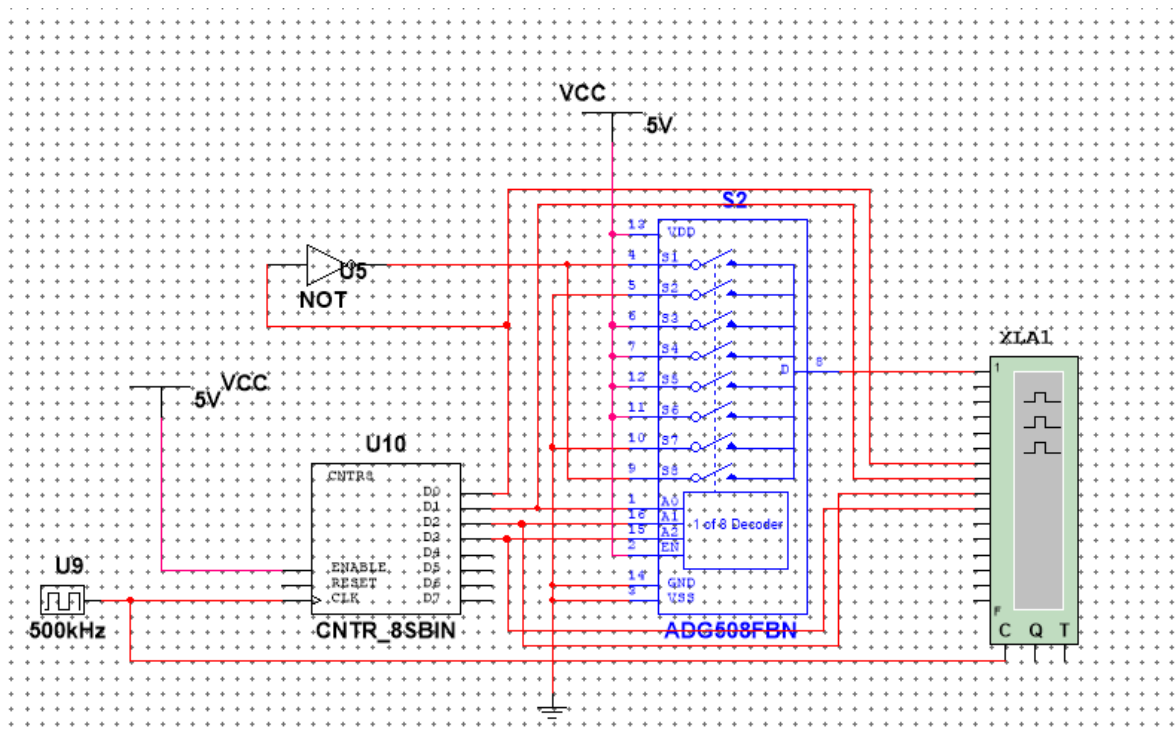 VCC
5V
S2
13 VDD
4 S1
5 S2
6 S3
7 S4
12 S5
11 S6
10 S7
9 S8
D 8
1 A0
16 A1
15 A2
2 EN
1 of 8 Decoder
14 GND
3 VSS
ADG508FBN
U5
NOT
VCC
5V
U10
CNTR8
D0
D1
D2
D3
D4
ENABLE D5
RESET D6
CLK D7
CNTR_8SBIN
U9
500kHz
XLA1
1
F
C Q T